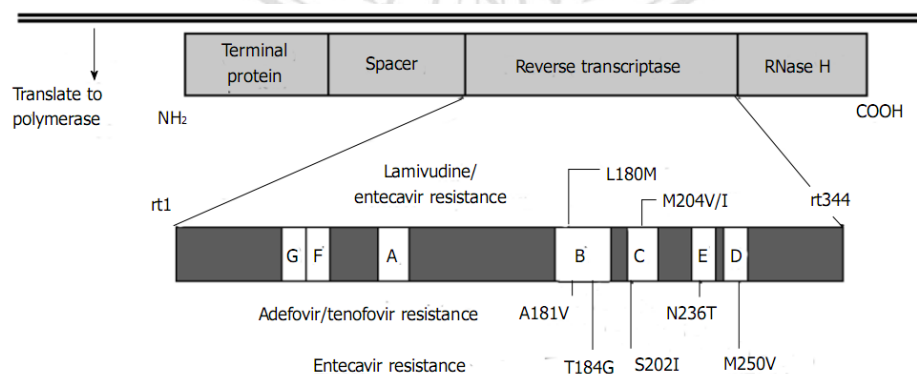 Terminal
protein
Spacer
Reverse transcriptase
RNase H
Translate to
polymerase
NH₂
COOH
Lamivudine/
entecavir resistance
L180M
M204V/I
rt1
rt344
G F A B C E D
Adefovir/tenofovir resistance
A181V
N236T
Entecavir resistance
T184G
S202I
M250V